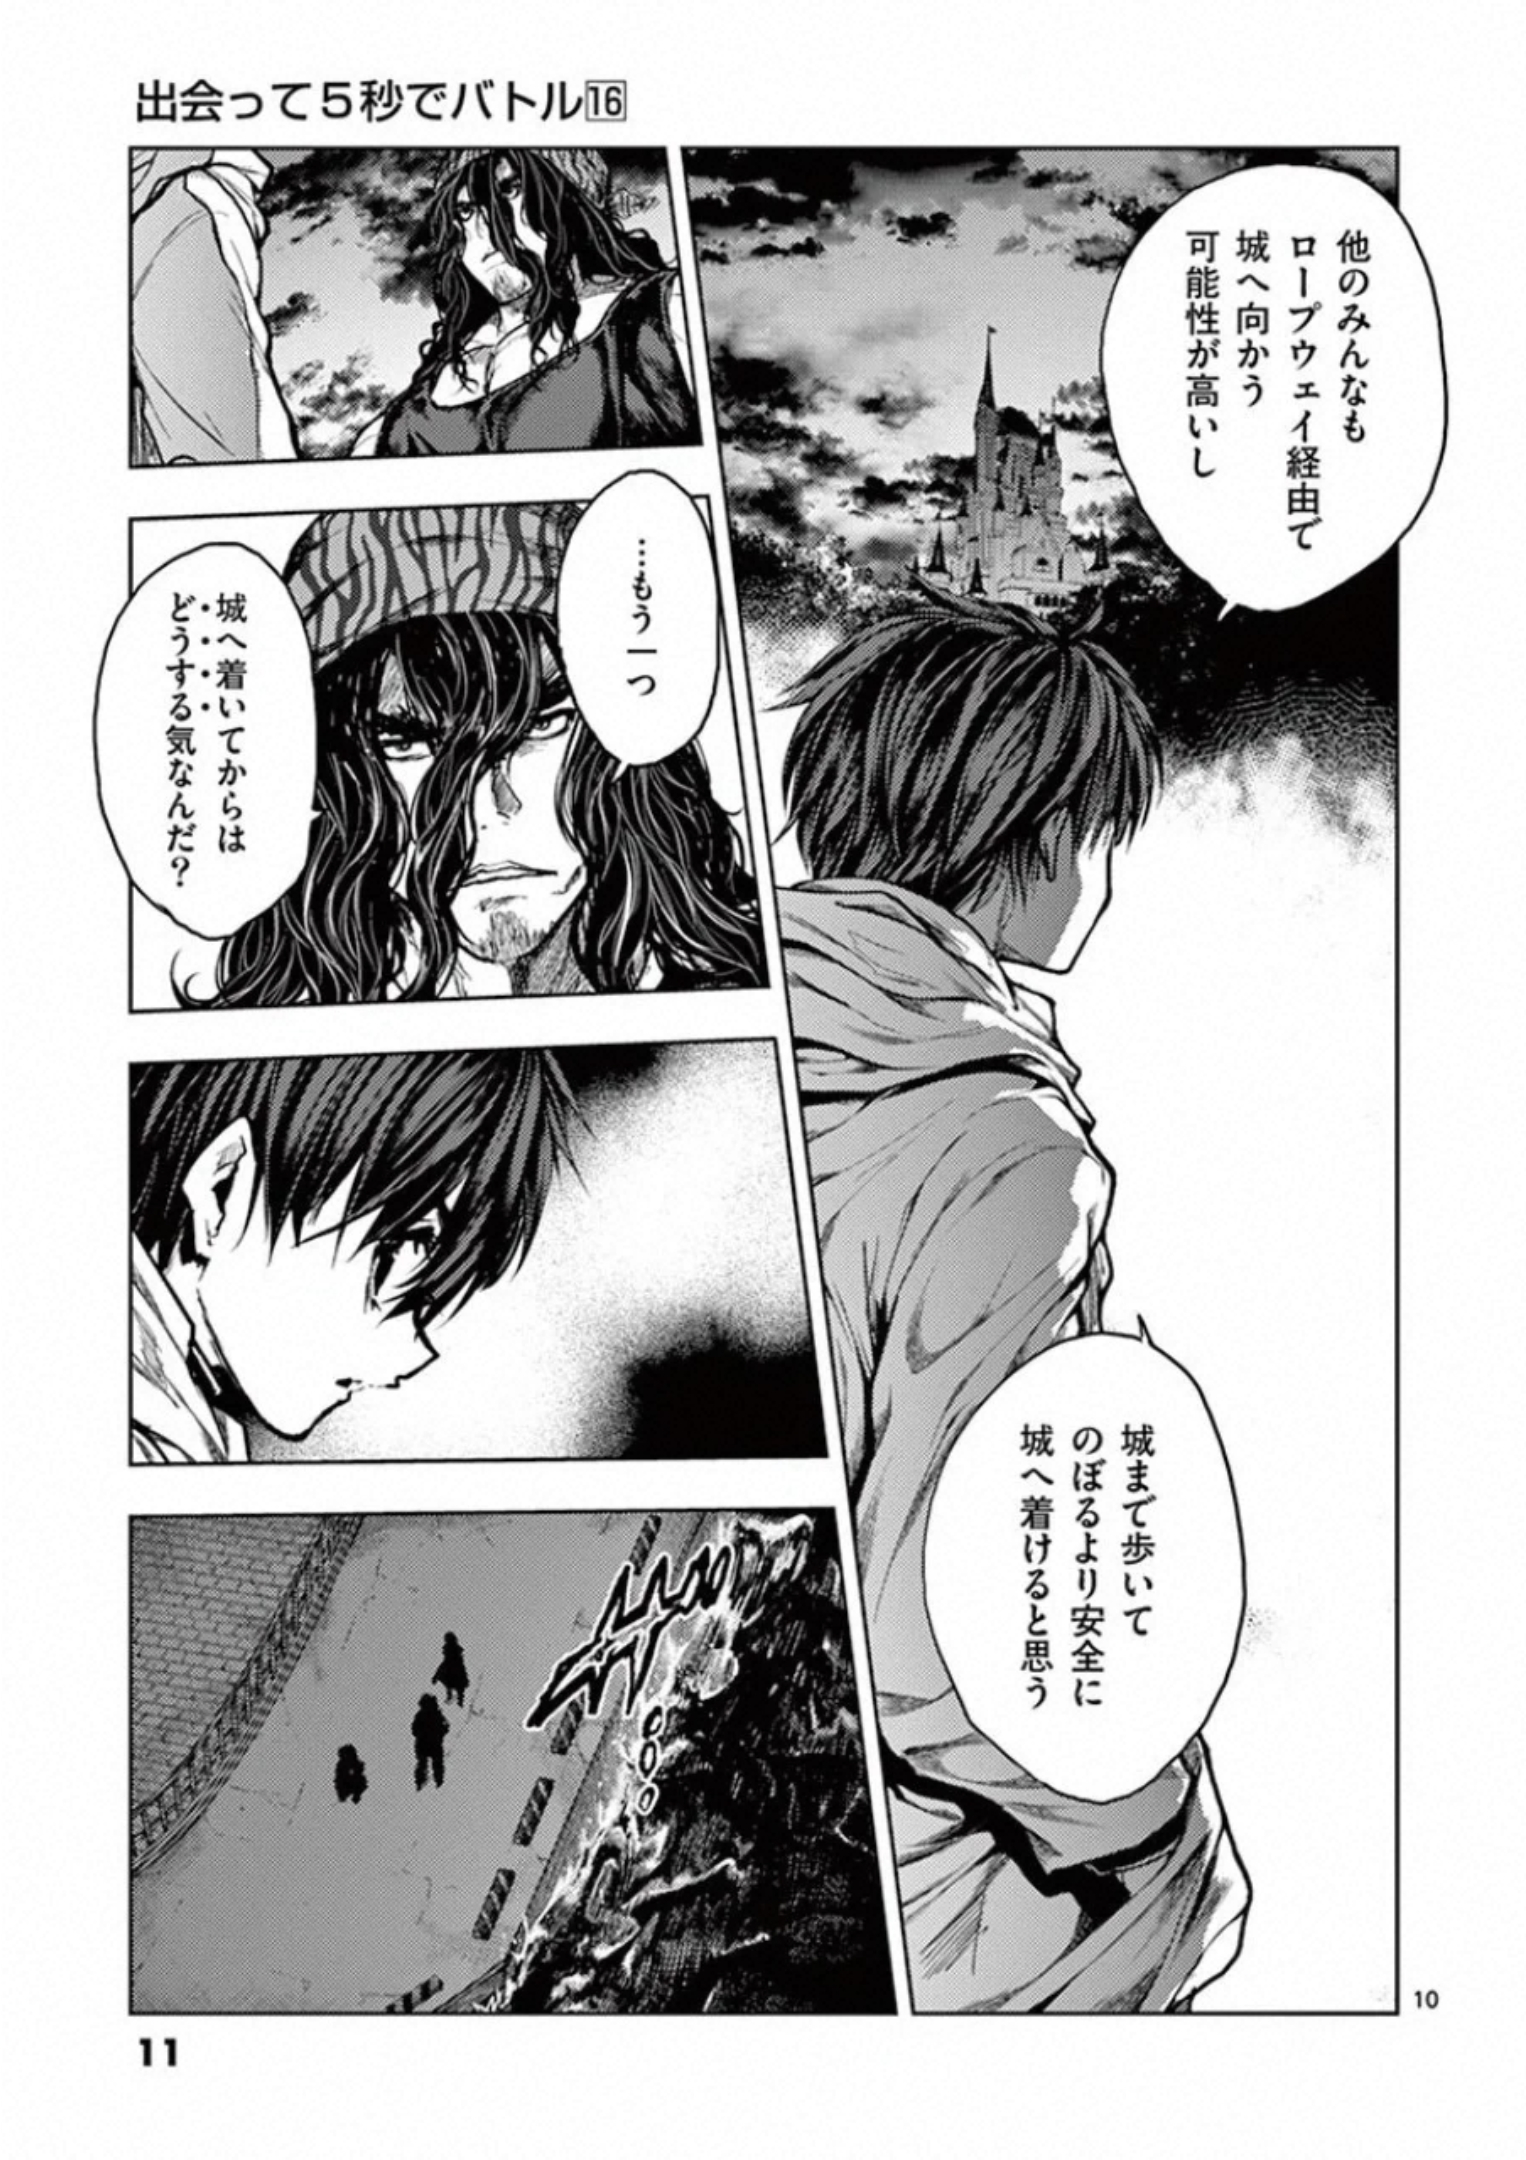 出会って5秒でバトル16
他のみんなも
ロープウェイ経由で
城へ向かう
可能性が高いし
城まで歩いて
のぼるより安全に
城へ着けると思う
…もう一つ
城へ着いてからは
どうする気なんだ?
10
11